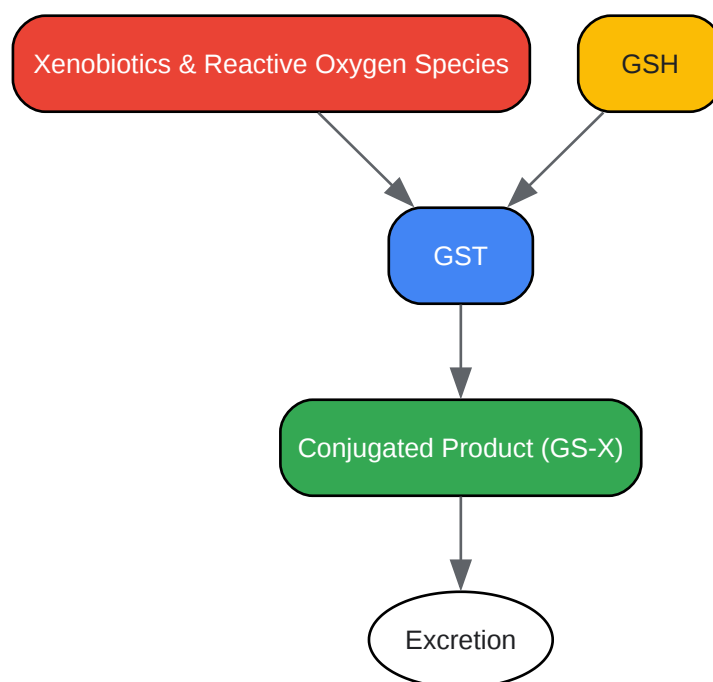 Xenobiotics & Reactive Oxygen Species
GSH
GST
Conjugated Product (GS-X)
Excretion